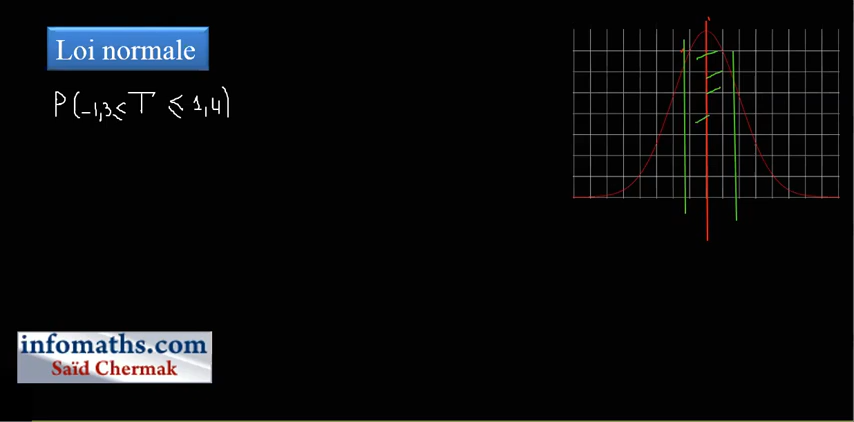 Loi normale
P(-1,3 ≤ T ≤ 1,4)
infomaths.com
Saïd Chermak